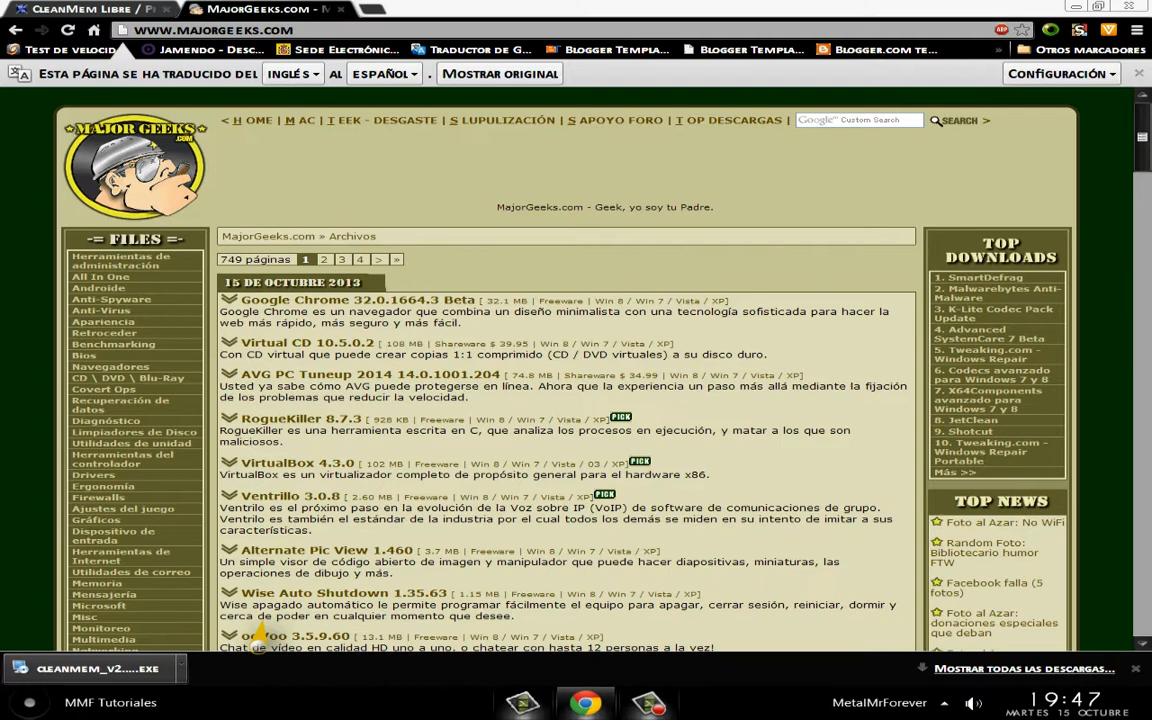 CleanMem Libre / P
MajorGeeks.com - M
www.majorgeeks.com
Test de velocid
Jamendo - Desc...
Sede Electrónic...
Traductor de G...
Blogger Templa...
Blogger Templa...
Blogger.com te...
Otros marcadores
Esta página se ha traducido del inglés al español . Mostrar original
Configuración
MAJOR GEEKS
.COM
< H OME | M AC | T EEK - DESGASTE | S LUPULIZACIÓN | S APOYO FORO | T OP DESCARGAS |
Google Custom Search
SEARCH >
MajorGeeks.com - Geek, yo soy tu Padre.
-= FILES =-
Herramientas de administración
All In One
Androide
Anti-Spyware
Anti-Virus
Apariencia
Retroceder
Benchmarking
Bios
Navegadores
CD \ DVD \ Blu-Ray
Covert Ops
Recuperación de datos
Diagnóstico
Limpiadores de Disco
Utilidades de unidad
Herramientas del controlador
Drivers
Ergonomía
Firewalls
Ajustes del juego
Gráficos
Dispositivo de entrada
Herramientas de Internet
Utilidades de correo
Memoria
Mensajería
Microsoft
Misc
Monitoreo
Multimedia
MajorGeeks.com » Archivos
749 páginas 1 2 3 4 > »
15 DE OCTUBRE 2013
Google Chrome 32.0.1664.3 Beta [ 32.1 MB | Freeware | Win 8 / Win 7 / Vista / XP]
Google Chrome es un navegador que combina un diseño minimalista con una tecnología sofisticada para hacer la
web más rápido, más seguro y más fácil.
Virtual CD 10.5.0.2 [ 108 MB | Shareware $ 39.95 | Win 8 / Win 7 / Vista / XP]
Con CD virtual que puede crear copias 1:1 comprimido (CD / DVD virtuales) a su disco duro.
AVG PC Tuneup 2014 14.0.1001.204 [ 74.8 MB | Shareware $ 34.99 | Win 8 / Win 7 / Vista / XP]
Usted ya sabe cómo AVG puede protegerse en línea. Ahora que la experiencia un paso más allá mediante la fijación
de los problemas que reducir la velocidad.
RogueKiller 8.7.3 [ 928 KB | Freeware | Win 8 / Win 7 / Vista / XP] PICK
RogueKiller es una herramienta escrita en C, que analiza los procesos en ejecución, y matar a los que son
maliciosos.
VirtualBox 4.3.0 [ 102 MB | Freeware | Win 8 / Win 7 / Vista / 03 / XP] PICK
VirtualBox es un virtualizador completo de propósito general para el hardware x86.
Ventrillo 3.0.8 [ 2.60 MB | Freeware | Win 8 / Win 7 / Vista / XP] PICK
Ventrilo es el próximo paso en la evolución de la Voz sobre IP (VoIP) de software de comunicaciones de grupo.
Ventrilo es también el estándar de la industria por el cual todos los demás se miden en su intento de imitar a sus
características.
Alternate Pic View 1.460 [ 3.7 MB | Freeware | Win 8 / Win 7 / Vista / XP]
Un simple visor de código abierto de imagen y manipulador que puede hacer diapositivas, miniaturas, las
operaciones de dibujo y más.
Wise Auto Shutdown 1.35.63 [ 1.15 MB | Freeware | Win 8 / Win 7 / Vista / XP]
Wise apagado automático le permite programar fácilmente el equipo para apagar, cerrar sesión, reiniciar, dormir y
cerca de poder en cualquier momento que desee.
ooVoo 3.5.9.60 [ 13.1 MB | Freeware | Win 8 / Win 7 / Vista / XP]
Chat de vídeo en calidad HD uno a uno, o chatear con hasta 12 personas a la vez!
TOP DOWNLOADS
1. SmartDefrag
2. Malwarebytes Anti-Malware
3. K-Lite Codec Pack Update
4. Advanced SystemCare 7 Beta
5. Tweaking.com - Windows Repair
6. Codecs avanzado para Windows 7 y 8
7. X64Components avanzado para Windows 7 y 8
8. JetClean
9. Shotcut
10. Tweaking.com - Windows Repair Portable
Más >>
TOP NEWS
Foto al Azar: No WiFi
Random Foto: Bibliotecario humor FTW
Facebook falla (5 fotos)
Foto al Azar: donaciones especiales que deban
cleanmem_v2.....exe
Mostrar todas las descargas...
MMF Tutoriales
MetalMrForever
19:47
martes 15 octubre